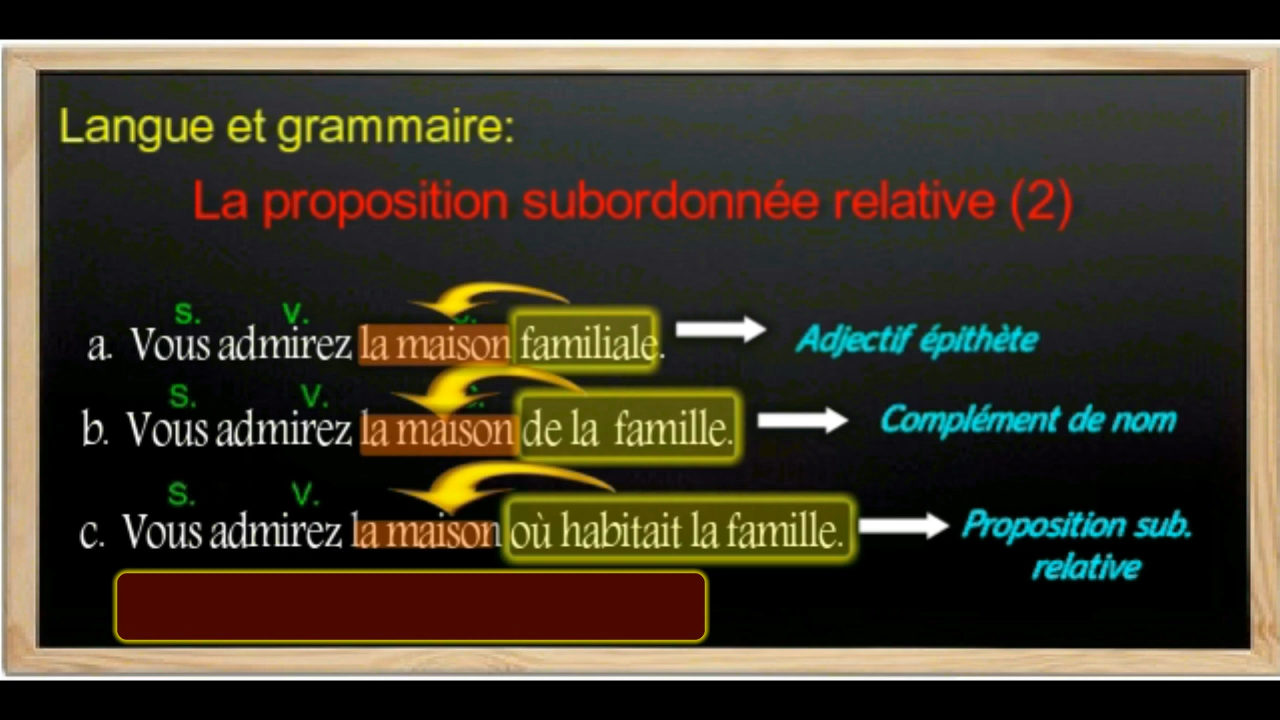 Langue et grammaire:
La proposition subordonnée relative (2)
s. v.
a. Vous admirez la maison familiale. Adjectif épithète
s. v. c.
b. Vous admirez la maison de la famille. Complément de nom
s. v.
c. Vous admirez la maison où habitait la famille. Proposition sub.
relative